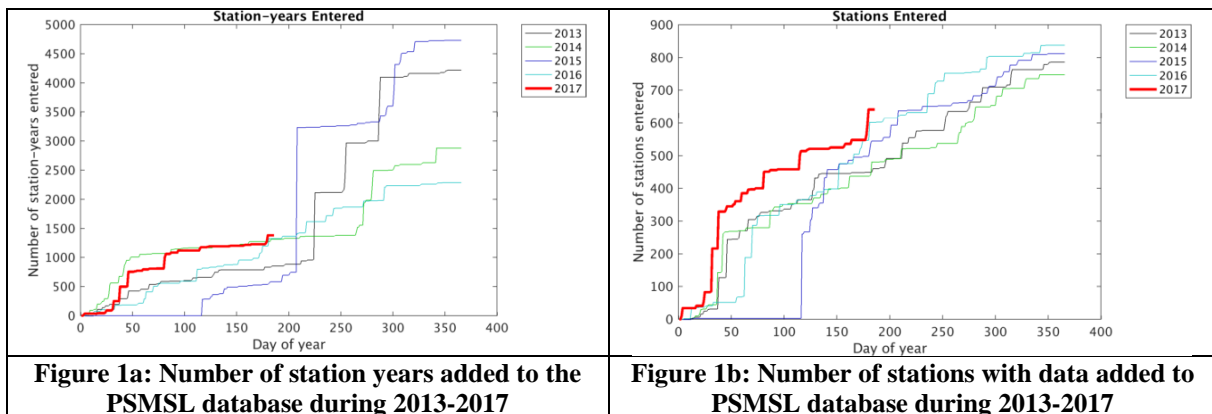 Station-years Entered
Number of station-years entered
5000
4500
4000
3500
3000
2500
2000
1500
1000
500
0
0 50 100 150 200 250 300 350 400
Day of year
2013
2014
2015
2016
2017
Stations Entered
Number of stations entered
900
800
700
600
500
400
300
200
100
0
0 50 100 150 200 250 300 350 400
Day of year
2013
2014
2015
2016
2017
Figure 1a: Number of station years added to the
PSMSL database during 2013-2017
Figure 1b: Number of stations with data added to
PSMSL database during 2013-2017